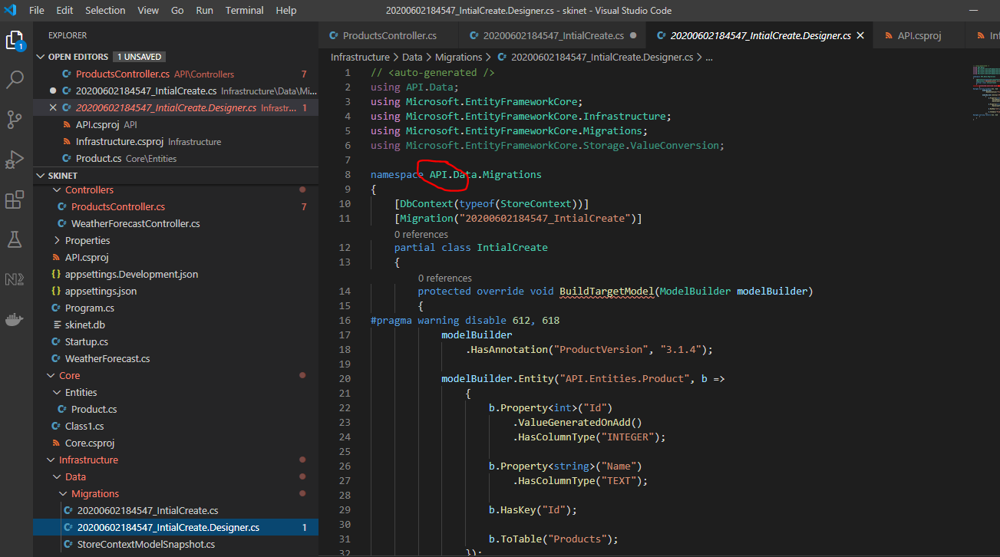 File Edit Selection View Go Run Terminal Help 20200602184547_IntialCreate.Designer.cs - skinet - Visual Studio Code
EXPLORER
OPEN EDITORS 1 UNSAVED
C# ProductsController.cs API\Controllers 7
C# 20200602184547_IntialCreate.cs Infrastructure\Data\Mi...
C# 20200602184547_IntialCreate.Designer.cs Infrastr... 1
API.csproj API
Infrastructure.csproj Infrastructure
C# Product.cs Core\Entities
SKINET
Controllers
C# ProductsController.cs 7
C# WeatherForecastController.cs
Properties
API.csproj
{} appsettings.Development.json
{} appsettings.json
C# Program.cs
skinet.db
C# Startup.cs
C# WeatherForecast.cs
Core
Entities
C# Product.cs
C# Class1.cs
Core.csproj
Infrastructure
Data
Migrations
C# 20200602184547_IntialCreate.cs
C# 20200602184547_IntialCreate.Designer.cs 1
C# StoreContextModelSnapshot.cs
1
N2
C# ProductsController.cs C# 20200602184547_IntialCreate.cs C# 20200602184547_IntialCreate.Designer.cs API.csproj
Infrastructure > Data > Migrations > C# 20200602184547_IntialCreate.Designer.cs > ...
1 // <auto-generated />
2 using API.Data;
3 using Microsoft.EntityFrameworkCore;
4 using Microsoft.EntityFrameworkCore.Infrastructure;
5 using Microsoft.EntityFrameworkCore.Migrations;
6 using Microsoft.EntityFrameworkCore.Storage.ValueConversion;
7
8 namespace API.Data.Migrations
9 {
10 [DbContext(typeof(StoreContext))]
11 [Migration("20200602184547_IntialCreate")]
0 references
12 partial class IntialCreate
13 {
0 references
14 protected override void BuildTargetModel(ModelBuilder modelBuilder)
15 {
16 #pragma warning disable 612, 618
17 modelBuilder
18 .HasAnnotation("ProductVersion", "3.1.4");
19
20 modelBuilder.Entity("API.Entities.Product", b =>
21 {
22 b.Property<int>("Id")
23 .ValueGeneratedOnAdd()
24 .HasColumnType("INTEGER");
25
26 b.Property<string>("Name")
27 .HasColumnType("TEXT");
28
29 b.HasKey("Id");
30
31 b.ToTable("Products");
32 });